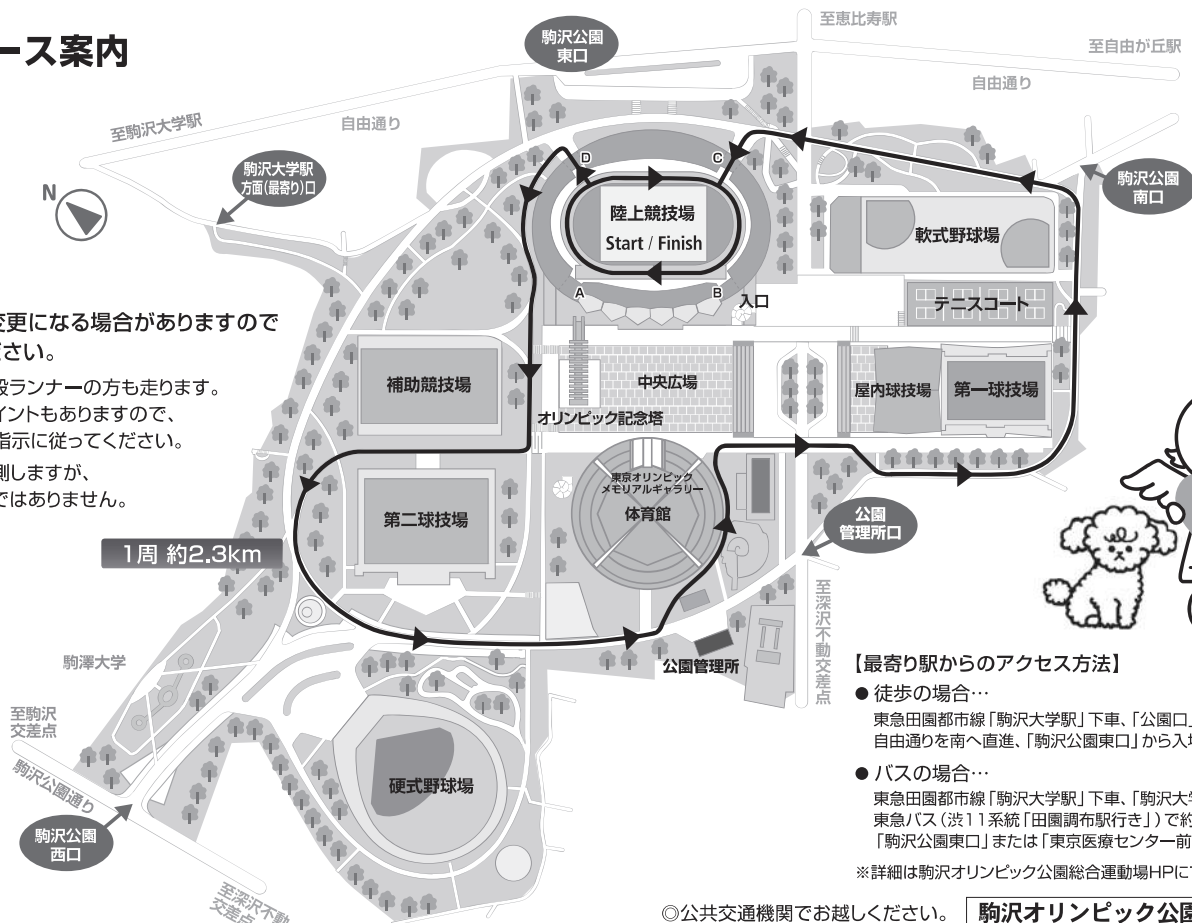 ース案内
駒沢公園
東口
至恵比寿駅
至自由が丘駅
自由通り
至駒沢大学駅
自由通り
駒沢大学駅
方面(最寄り)口
N
駒沢公園
南口
D
C
陸上競技場
Start / Finish
A
B
入口
軟式野球場
テニスコート
変更になる場合がありますので
ださい。
設ランナーの方も走ります。
イントもありますので、
指示に従ってください。
測しますが、
ではありません。
補助競技場
中央広場
オリンピック記念塔
屋内球技場
第一球技場
東京オリンピック
メモリアルギャラリー
体育館
第二球技場
公園
管理所口
1周 約2.3km
至深沢不動交差点
公園管理所
駒澤大学
至駒沢
交差点
駒沢公園通り
駒沢公園
西口
至深沢不動
交差点
硬式野球場
【最寄り駅からのアクセス方法】
● 徒歩の場合…
東急田園都市線「駒沢大学駅」下車、「公園口」
自由通りを南へ直進、「駒沢公園東口」から入場
● バスの場合…
東急田園都市線「駒沢大学駅」下車、「駒沢大学
東急バス(渋11系統「田園調布駅行き」)で約
「駒沢公園東口」または「東京医療センター前
※詳細は駒沢オリンピック公園総合運動場HPにて
◎公共交通機関でお越しください。
駒沢オリンピック公園